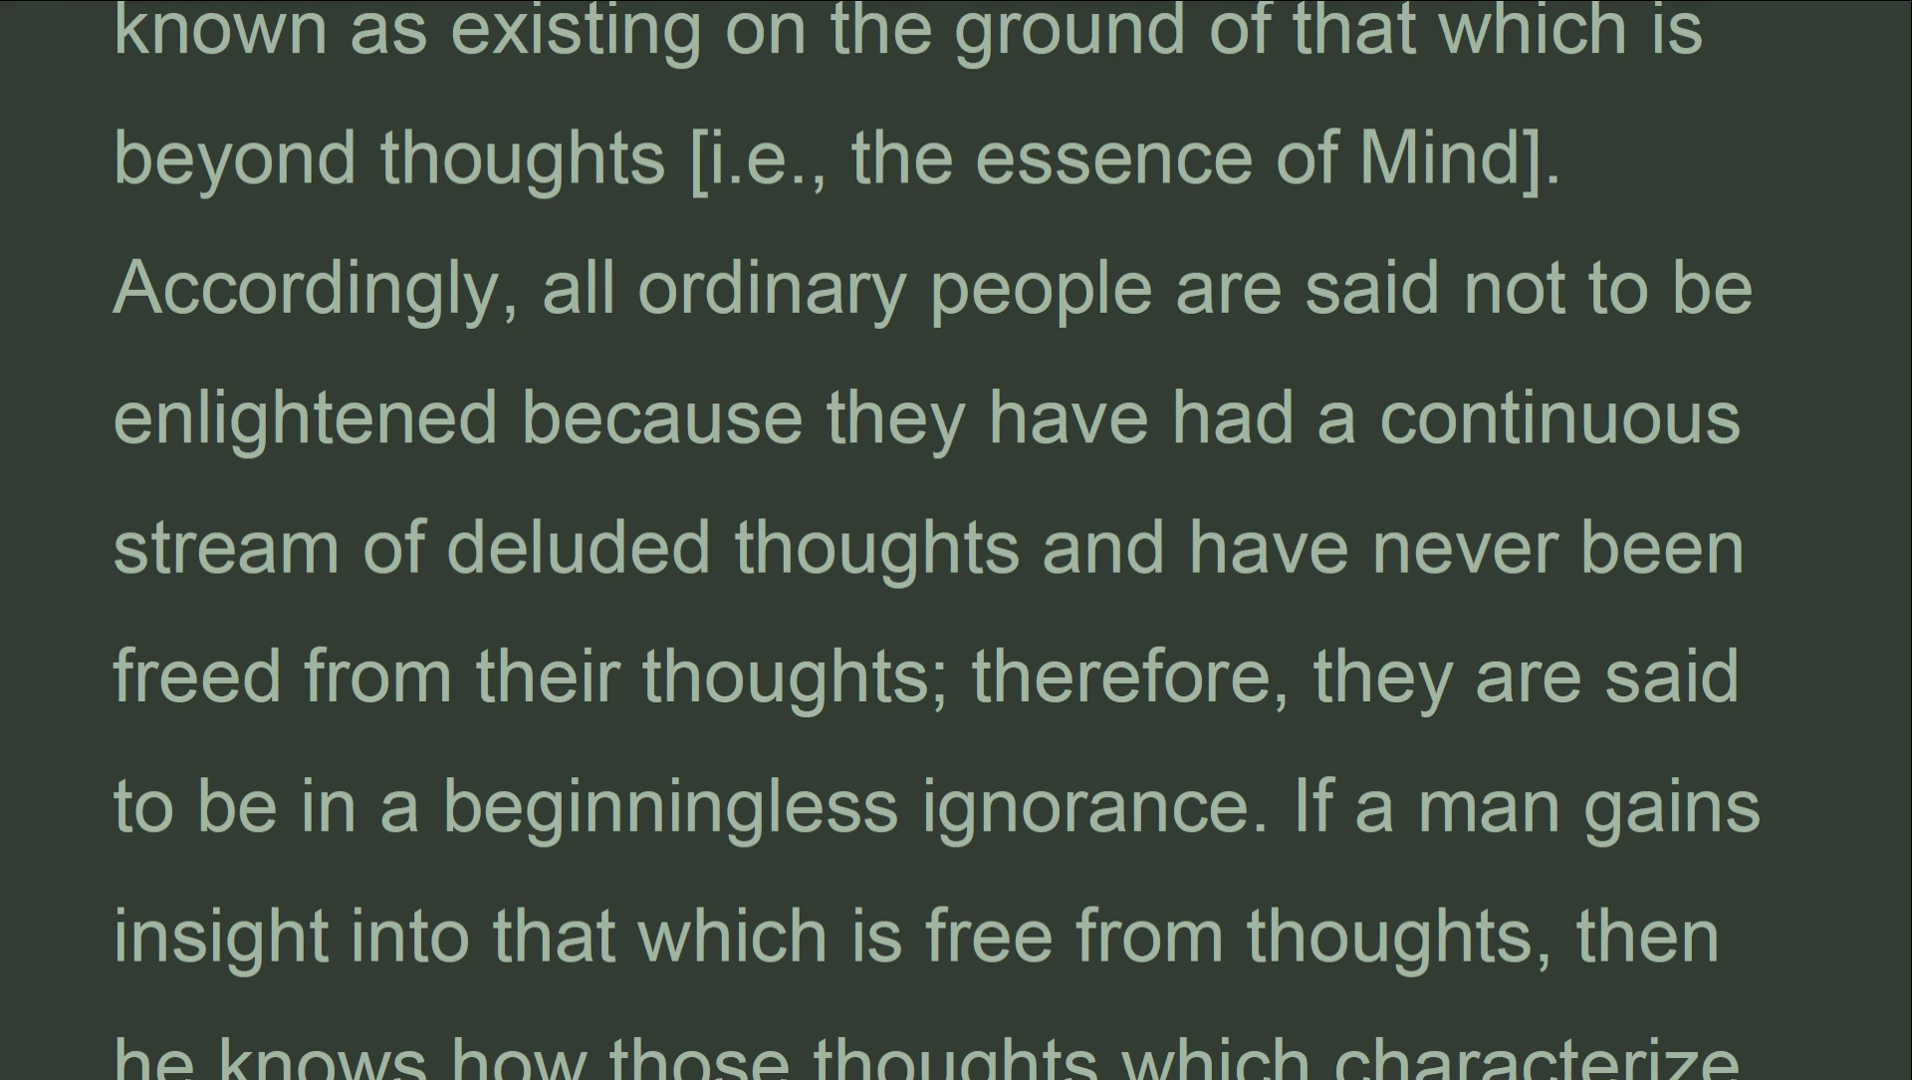 known as existing on the ground of that which is
beyond thoughts [i.e., the essence of Mind].
Accordingly, all ordinary people are said not to be
enlightened because they have had a continuous
stream of deluded thoughts and have never been
freed from their thoughts; therefore, they are said
to be in a beginningless ignorance. If a man gains
insight into that which is free from thoughts, then
he knows how those thoughts which characterize